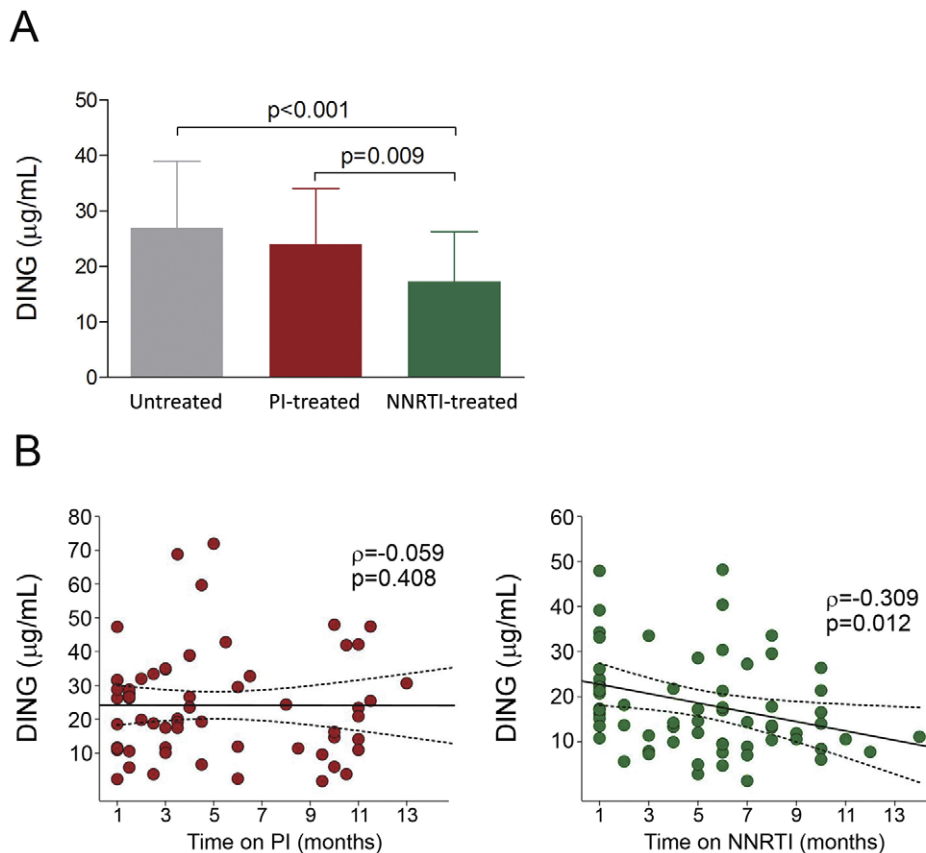 A
50
40
30
20
10
0
DING (μg/mL)
p<0.001
p=0.009
Untreated PI-treated NNRTI-treated
B
80
70
60
50
40
30
20
10
DING (μg/mL)
ρ=-0.059
p=0.408
1 3 5 7 9 11 13
Time on PI (months)
60
50
40
30
20
10
DING (μg/mL)
ρ=-0.309
p=0.012
1 3 5 7 9 11 13
Time on NNRTI (months)